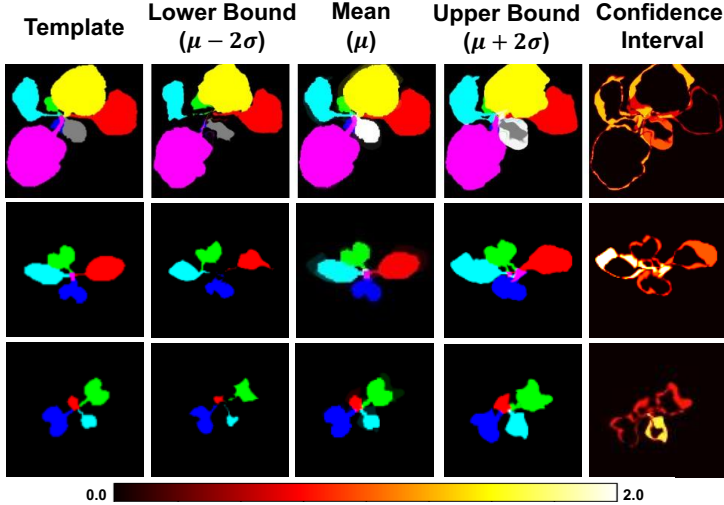 Template
Lower Bound
(μ − 2σ)
Mean
(μ)
Upper Bound
(μ + 2σ)
Confidence
Interval
0.0
2.0